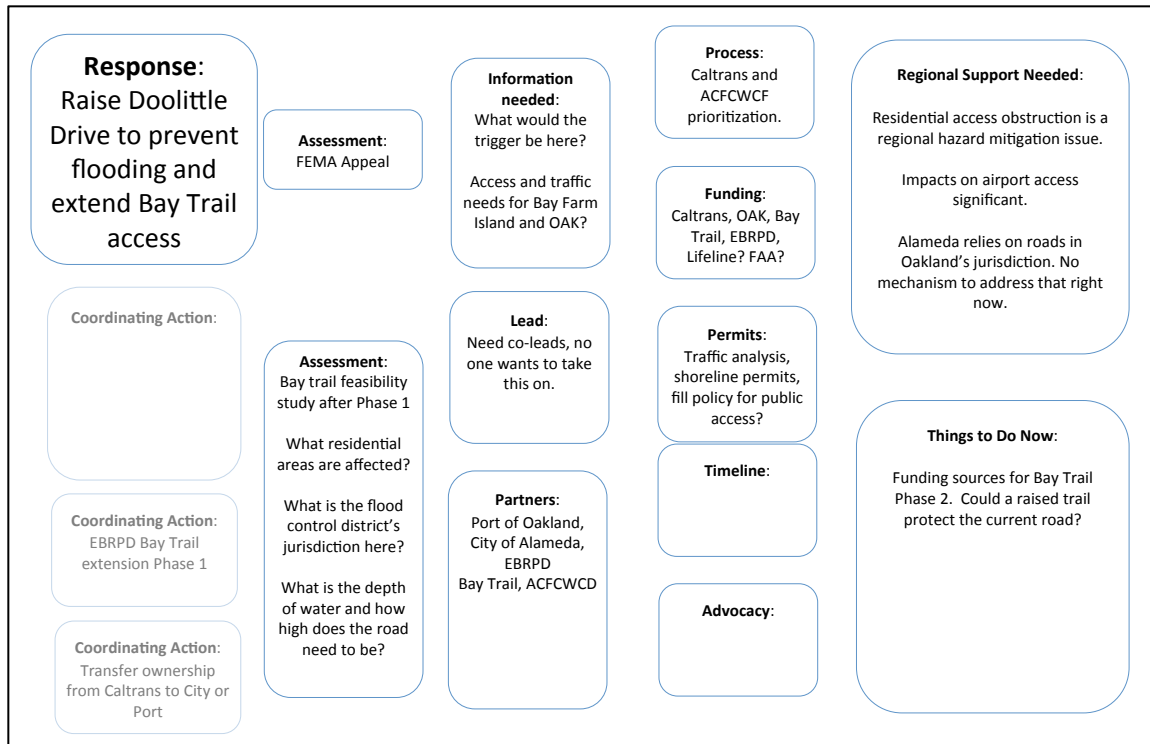 Response:
Raise Doolittle
Drive to prevent
flooding and
extend Bay Trail
access
Coordinating Action:
Coordinating Action:
EBRPD Bay Trail
extension Phase 1
Coordinating Action:
Transfer ownership
from Caltrans to City or
Port
Assessment:
FEMA Appeal
Assessment:
Bay trail feasibility
study after Phase 1
What residential
areas are affected?
What is the flood
control district's
jurisdiction here?
What is the depth
of water and how
high does the road
need to be?
Information
needed:
What would the
trigger be here?
Access and traffic
needs for Bay Farm
Island and OAK?
Lead:
Need co-leads, no
one wants to take
this on.
Partners:
Port of Oakland,
City of Alameda,
EBRPD
Bay Trail, ACFCWCD
Process:
Caltrans and
ACFCWCF
prioritization.
Funding:
Caltrans, OAK, Bay
Trail, EBRPD,
Lifeline? FAA?
Permits:
Traffic analysis,
shoreline permits,
fill policy for public
access?
Timeline:
Advocacy:
Regional Support Needed:
Residential access obstruction is a
regional hazard mitigation issue.
Impacts on airport access
significant.
Alameda relies on roads in
Oakland's jurisdiction. No
mechanism to address that right
now.
Things to Do Now:
Funding sources for Bay Trail
Phase 2.  Could a raised trail
protect the current road?